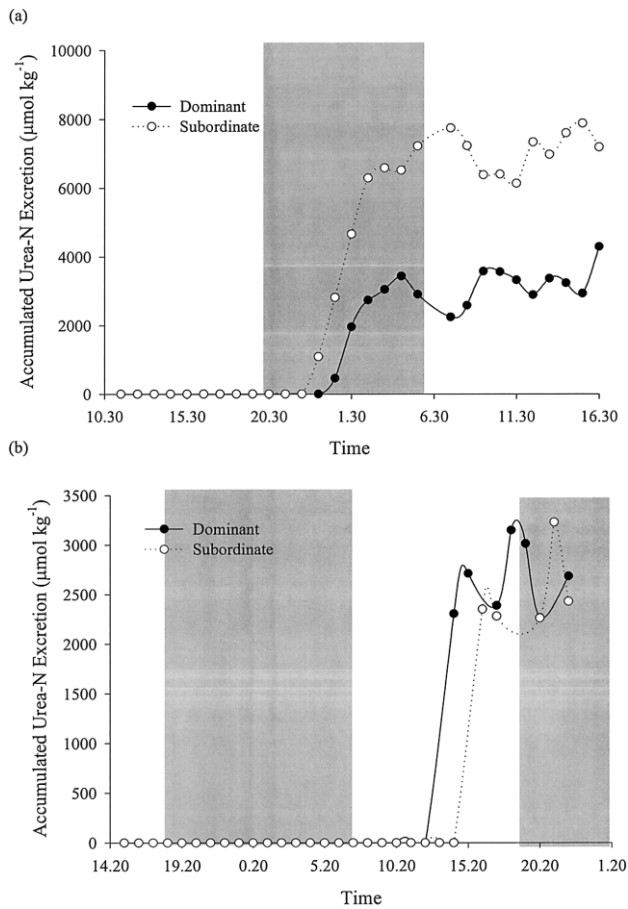 (a)
Accumulated Urea-N Excretion (μmol kg⁻¹)
10000
8000
6000
4000
2000
0
Dominant
Subordinate
10.30 15.30 20.30 1.30 6.30 11.30 16.30
Time
(b)
Accumulated Urea-N Excretion (μmol kg⁻¹)
3500
3000
2500
2000
1500
1000
500
0
Dominant
Subordinate
14.20 19.20 0.20 5.20 10.20 15.20 20.20 1.20
Time